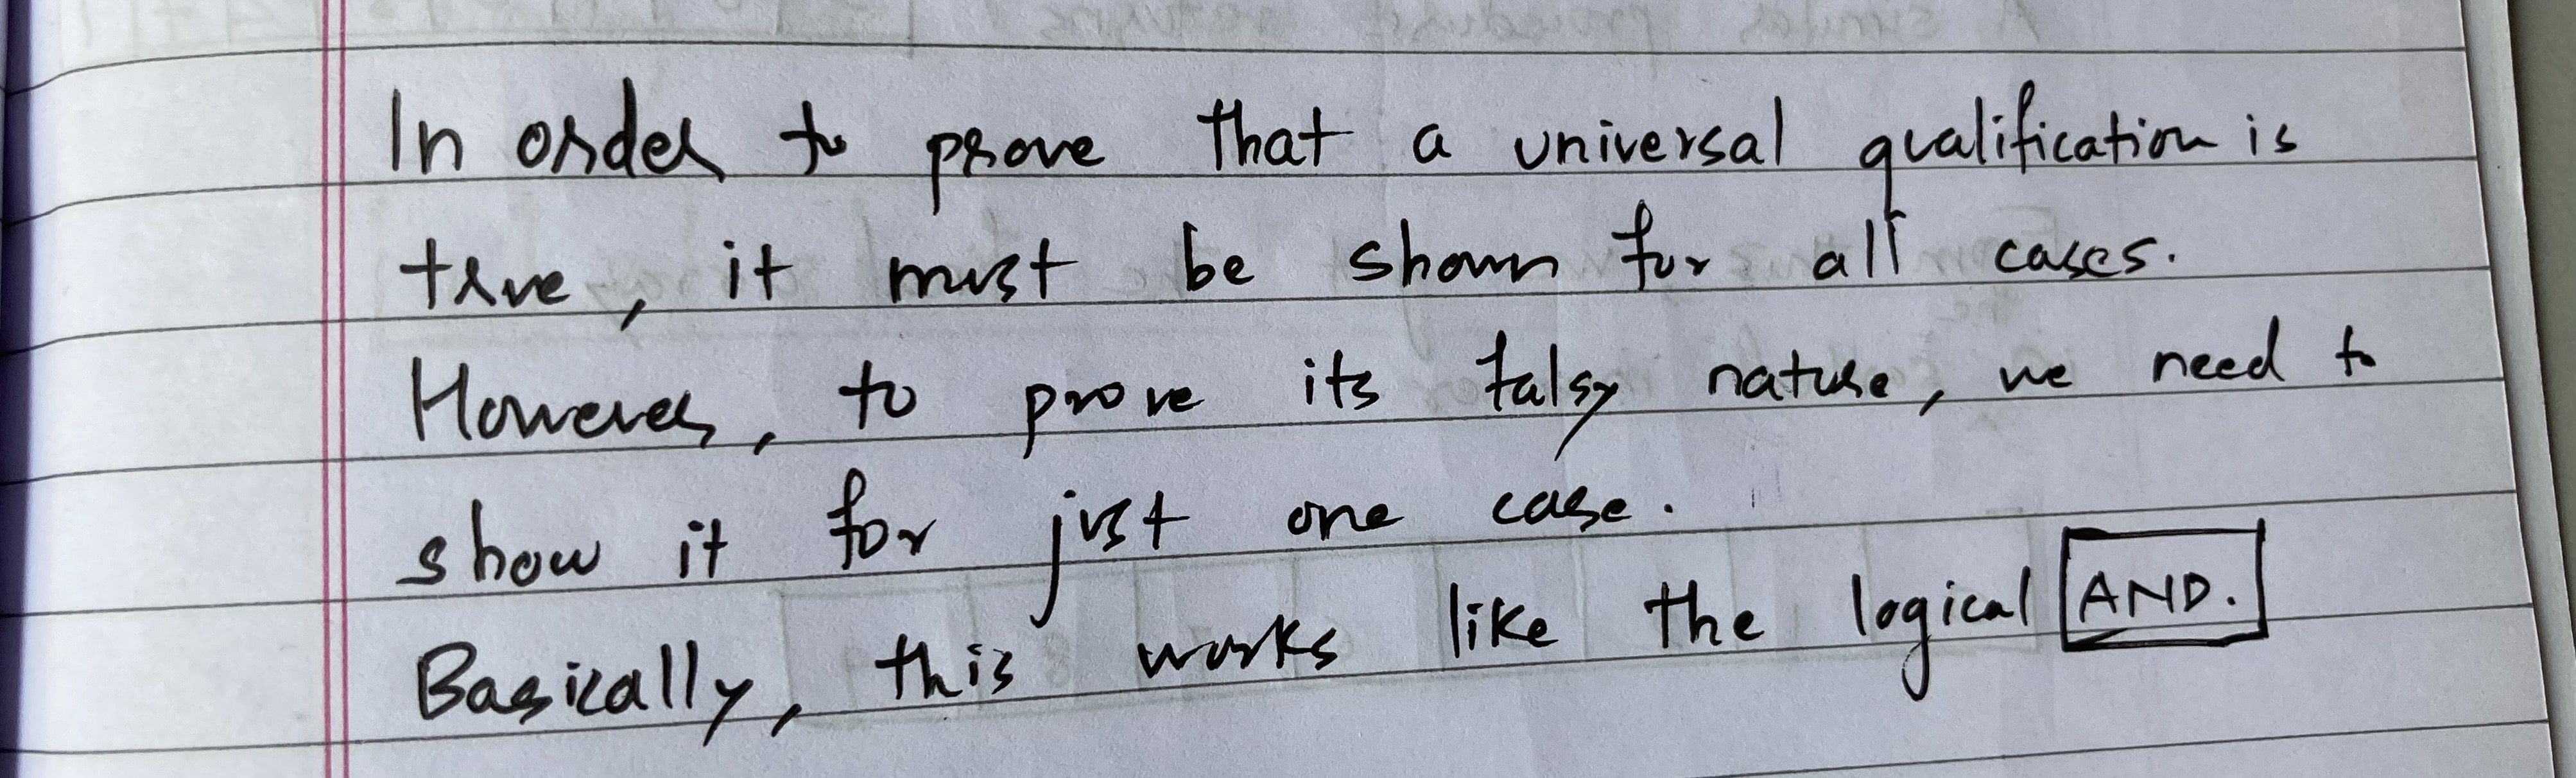 In order to prove that a universal qualification is
true, it must be shown for all cases.
However, to prove its falsy nature, we need to
show it for just one case.
Basically, this works like the logical AND.